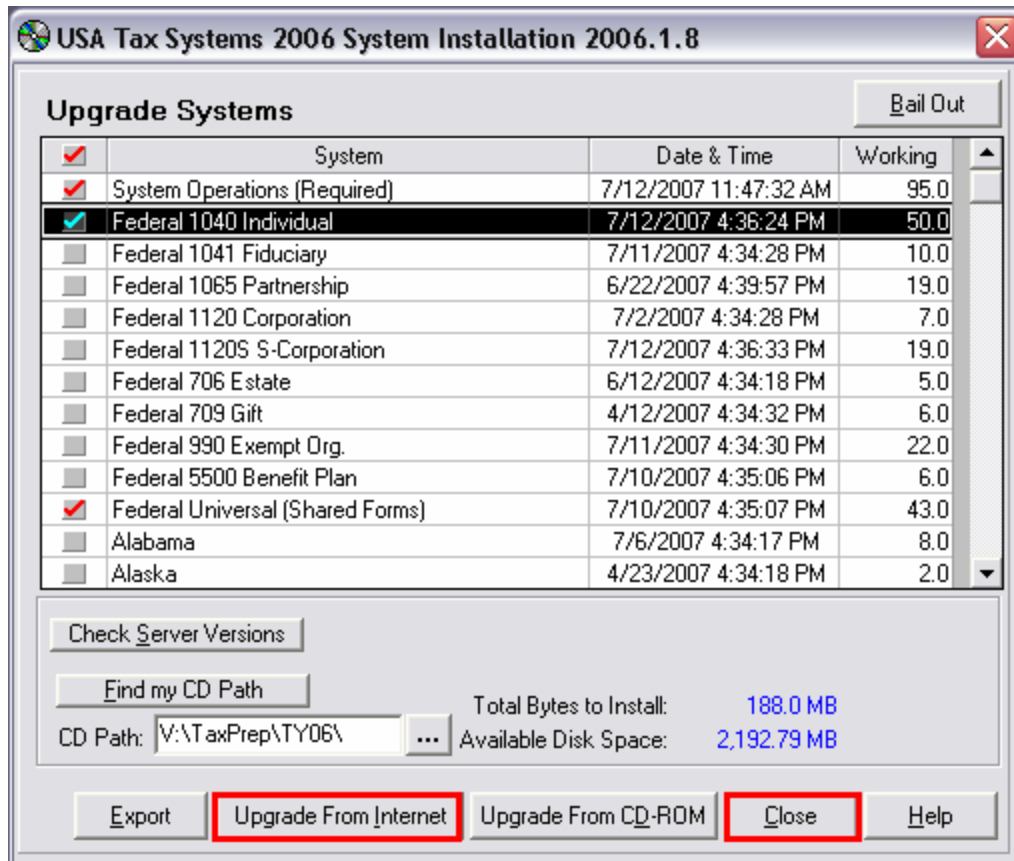 USA Tax Systems 2006 System Installation 2006.1.8
Upgrade Systems
Bail Out
System Date & Time Working
System Operations (Required) 7/12/2007 11:47:32 AM 95.0
Federal 1040 Individual 7/12/2007 4:36:24 PM 50.0
Federal 1041 Fiduciary 7/11/2007 4:34:28 PM 10.0
Federal 1065 Partnership 6/22/2007 4:39:57 PM 19.0
Federal 1120 Corporation 7/2/2007 4:34:28 PM 7.0
Federal 1120S S-Corporation 7/12/2007 4:36:33 PM 19.0
Federal 706 Estate 6/12/2007 4:34:18 PM 5.0
Federal 709 Gift 4/12/2007 4:34:32 PM 6.0
Federal 990 Exempt Org. 7/11/2007 4:34:30 PM 22.0
Federal 5500 Benefit Plan 7/10/2007 4:35:06 PM 6.0
Federal Universal (Shared Forms) 7/10/2007 4:35:07 PM 43.0
Alabama 7/6/2007 4:34:17 PM 8.0
Alaska 4/23/2007 4:34:18 PM 2.0
Check Server Versions
Find my CD Path
Total Bytes to Install: 188.0 MB
CD Path: V:\TaxPrep\TY06\ ... Available Disk Space: 2,192.79 MB
Export Upgrade From Internet Upgrade From CD-ROM Close Help